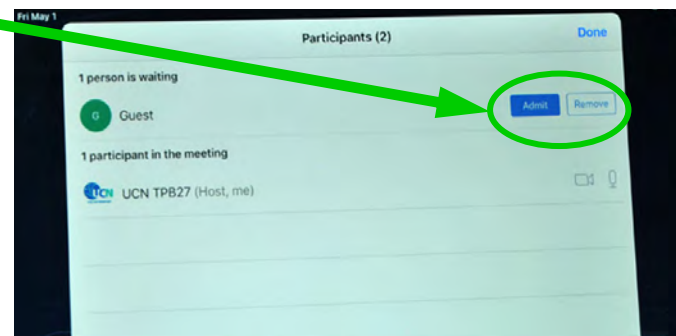 Fri May 1
Participants (2)
Done
1 person is waiting
G
Guest
Admit
Remove
1 participant in the meeting
UCN
UCN TPB27 (Host, me)